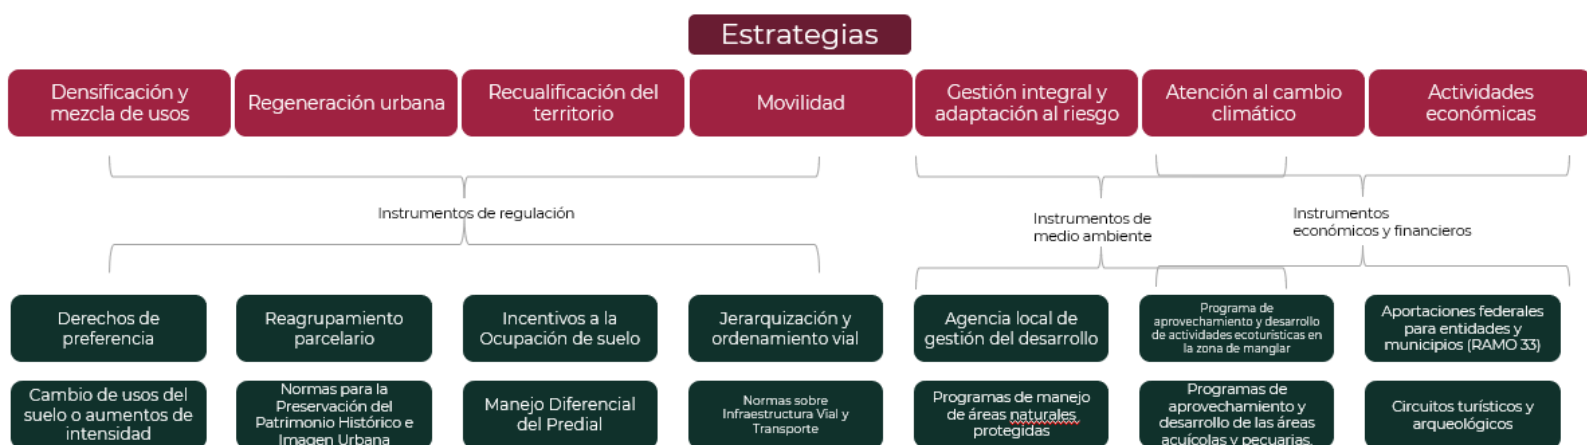 Estrategias
Densificación y
mezcla de usos
Regeneración urbana
Recualificación del
territorio
Movilidad
Gestión integral y
adaptación al riesgo
Atención al cambio
climático
Actividades
económicas
Instrumentos de regulación
Instrumentos de
medio ambiente
Instrumentos
económicos y financieros
Derechos de
preferencia
Reagrupamiento
parcelario
Incentivos a la
Ocupación de suelo
Jerarquización y
ordenamiento vial
Agencia local de
gestión del desarrollo
Programa de
aprovechamiento y desarrollo
de actividades ecoturísticas en
la zona de manglar
Aportaciones federales
para entidades y
municipios (RAMO 33)
Cambio de usos del
suelo o aumentos de
intensidad
Normas para la
Preservación del
Patrimonio Histórico e
Imagen Urbana
Manejo Diferencial
del Predial
Normas sobre
Infraestructura Vial y
Transporte
Programas de manejo
de áreas naturales
protegidas
Programas de
aprovechamiento y
desarrollo de las áreas
acuícolas y pecuarias.
Circuitos turísticos y
arqueológicos